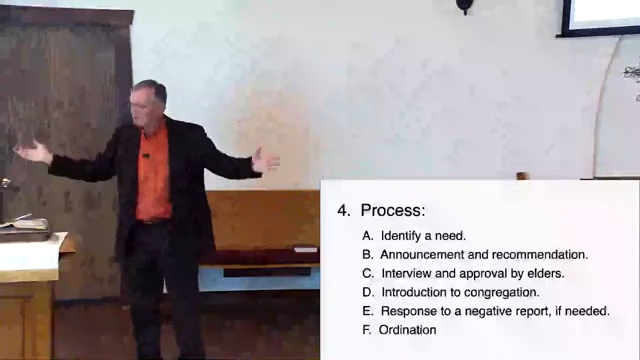 4. Process:
A. Identify a need.
B. Announcement and recommendation.
C. Interview and approval by elders.
D. Introduction to congregation.
E. Response to a negative report, if needed.
F. Ordination